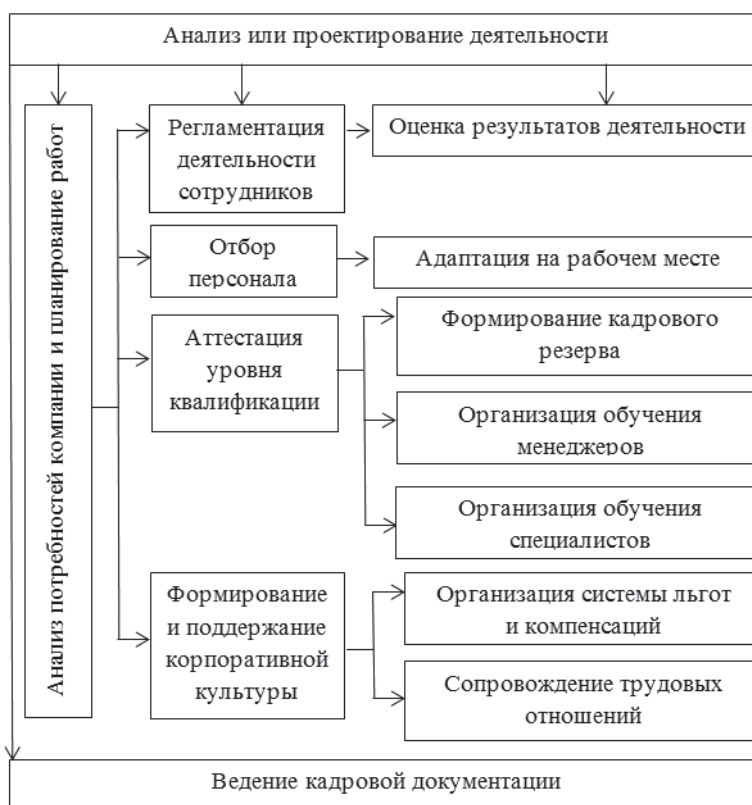 Анализ или проектирование деятельности
Анализ потребностей компании и планирование работ
Регламентация
деятельности
сотрудников
Оценка результатов деятельности
Отбор
персонала
Адаптация на рабочем месте
Аттестация
уровня
квалификации
Формирование кадрового
резерва
Организация обучения
менеджеров
Организация обучения
специалистов
Формирование
и поддержание
корпоративной
культуры
Организация системы льгот
и компенсаций
Сопровождение трудовых
отношений
Ведение кадровой документации